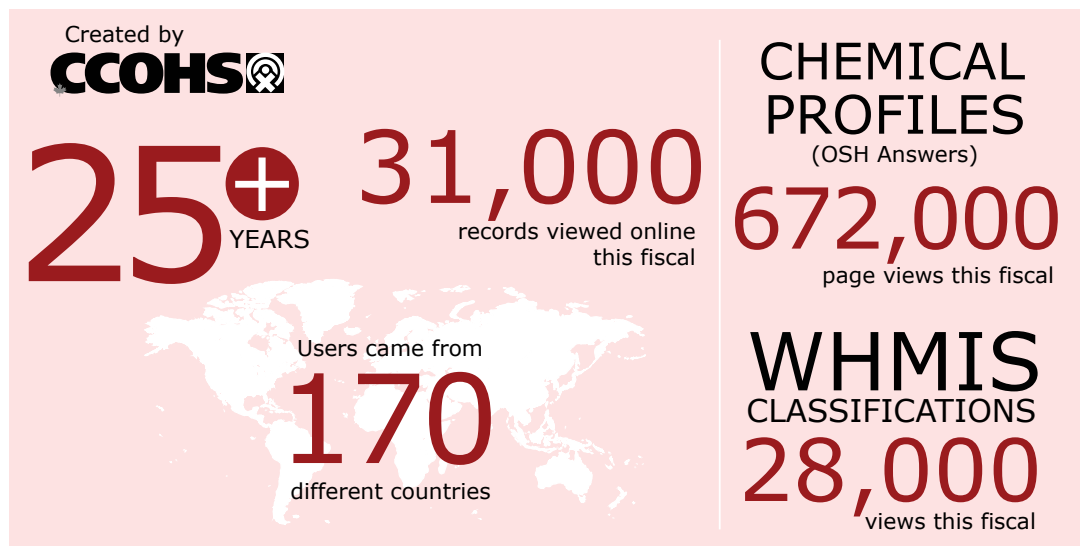 Created by
CCOHS
25+
YEARS
31,000
records viewed online
this fiscal
Users came from
170
different countries
CHEMICAL
PROFILES
(OSH Answers)
672,000
page views this fiscal
WHMIS
CLASSIFICATIONS
28,000
views this fiscal